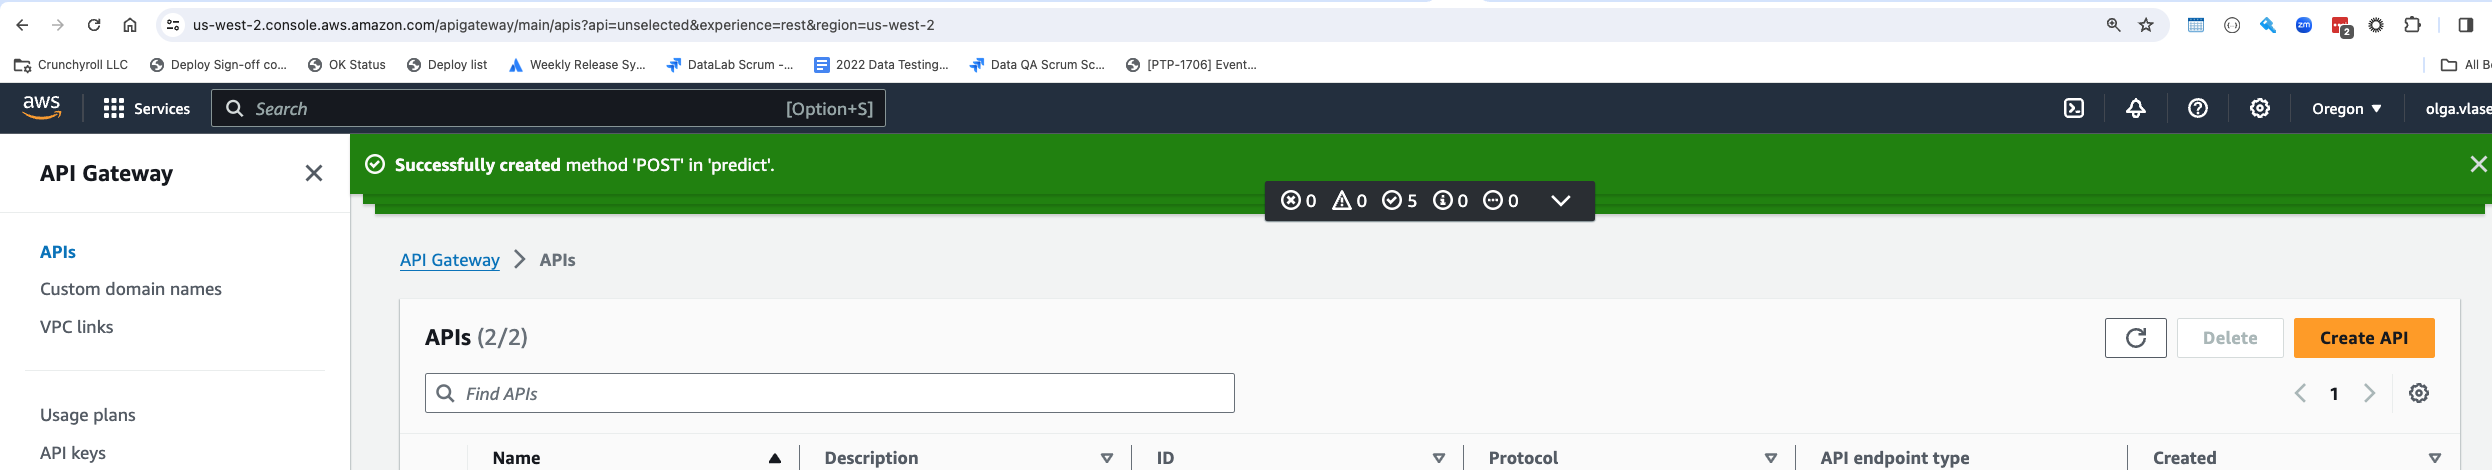 us-west-2.console.aws.amazon.com/apigateway/main/apis?api=unselected&experience=rest&region=us-west-2
zm
2
Crunchyroll LLC Deploy Sign-off co... OK Status Deploy list Weekly Release Sy... DataLab Scrum -... 2022 Data Testing... Data QA Scrum Sc... [PTP-1706] Event... All B
aws Services Search [Option+S] Oregon olga.vlase
API Gateway
Successfully created method 'POST' in 'predict'.
0 0 5 0 0
APIs
Custom domain names
VPC links
Usage plans
API keys
API Gateway APIs
APIs (2/2) Delete Create API
Find APIs 1
Name Description ID Protocol API endpoint type Created